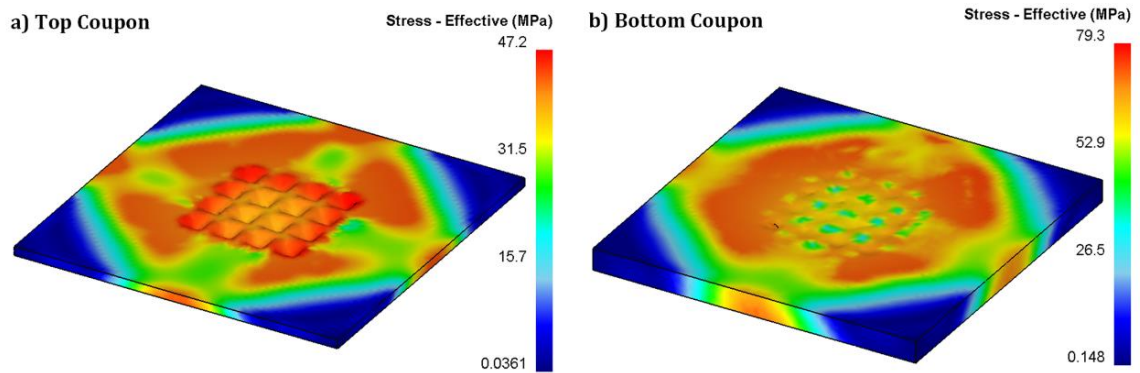 a) Top Coupon
Stress - Effective (MPa)
47.2
31.5
15.7
0.0361
b) Bottom Coupon
Stress - Effective (MPa)
79.3
52.9
26.5
0.148